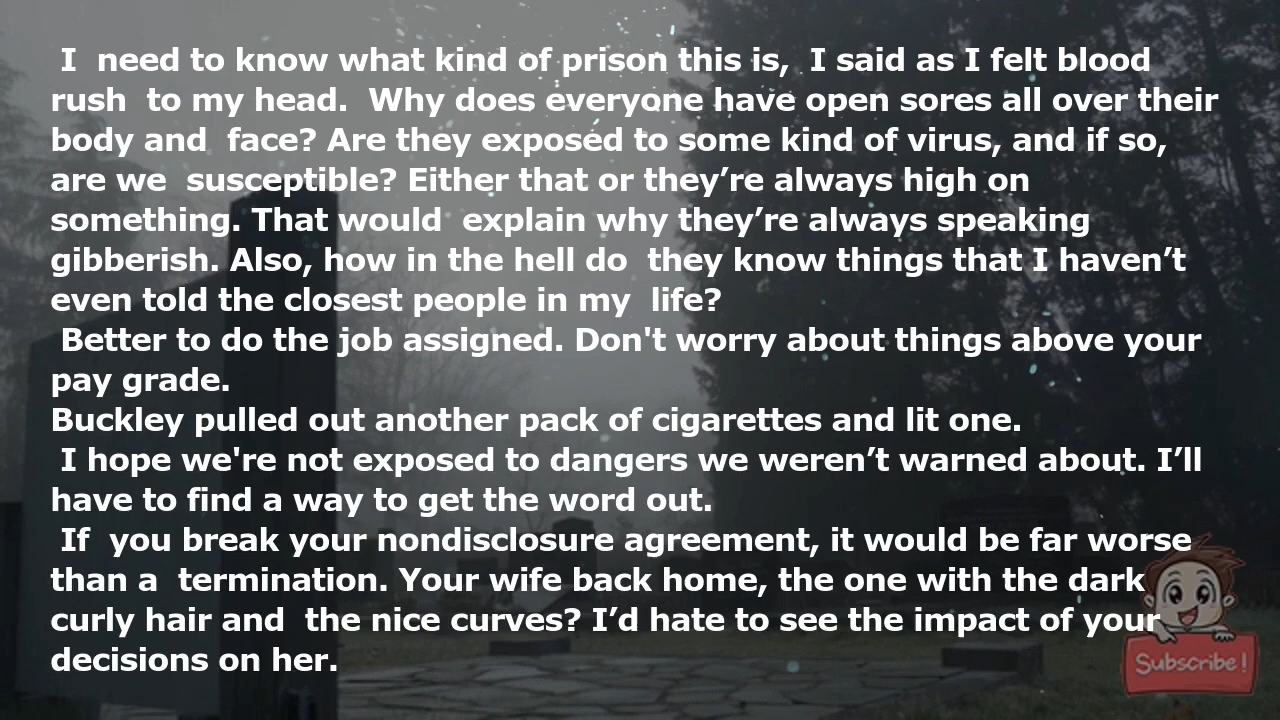 I need to know what kind of prison this is, I said as I felt blood
rush to my head. Why does everyone have open sores all over their
body and face? Are they exposed to some kind of virus, and if so,
are we susceptible? Either that or they’re always high on
something. That would explain why they’re always speaking
gibberish. Also, how in the hell do they know things that I haven’t
even told the closest people in my life?
Better to do the job assigned. Don't worry about things above your
pay grade.
Buckley pulled out another pack of cigarettes and lit one.
I hope we're not exposed to dangers we weren’t warned about. I’ll
have to find a way to get the word out.
If you break your nondisclosure agreement, it would be far worse
than a termination. Your wife back home, the one with the dark
curly hair and the nice curves? I’d hate to see the impact of your
decisions on her.
Subscribe!